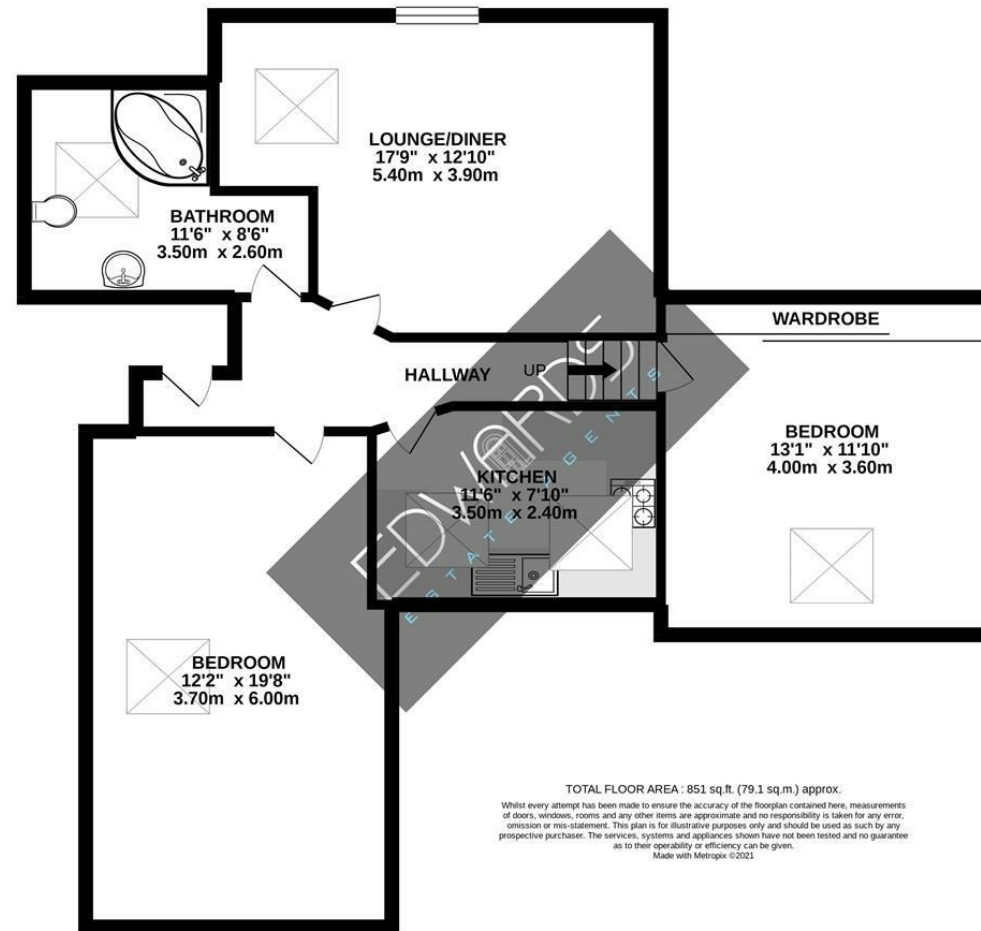 LOUNGE/DINER
17'9" x 12'10"
5.40m x 3.90m
BATHROOM
11'6" x 8'6"
3.50m x 2.60m
WARDROBE
HALLWAY
UP
BEDROOM
13'1" x 11'10"
4.00m x 3.60m
KITCHEN
11'6" x 7'10"
3.50m x 2.40m
EDWARDS
ESTATE AGENTS
BEDROOM
12'2" x 19'8"
3.70m x 6.00m
TOTAL FLOOR AREA : 851 sq.ft. (79.1 sq.m.) approx.
Whilst every attempt has been made to ensure the accuracy of the floorplan contained here, measurements
of doors, windows, rooms and any other items are approximate and no responsibility is taken for any error,
omission or mis-statement. This plan is for illustrative purposes only and should be used as such by any
prospective purchaser. The services, systems and appliances shown have not been tested and no guarantee
as to their operability or efficiency can be given.
Made with Metropix ©2021